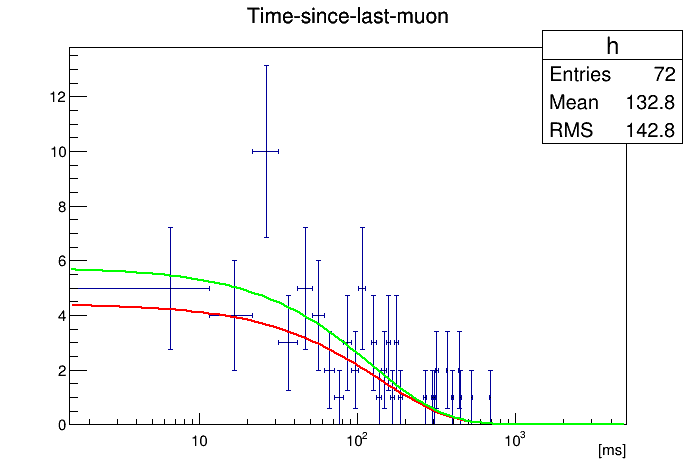 Time-since-last-muon
h
Entries 72
Mean 132.8
RMS 142.8
12
10
8
6
4
2
0
10 10² 10³
[ms]